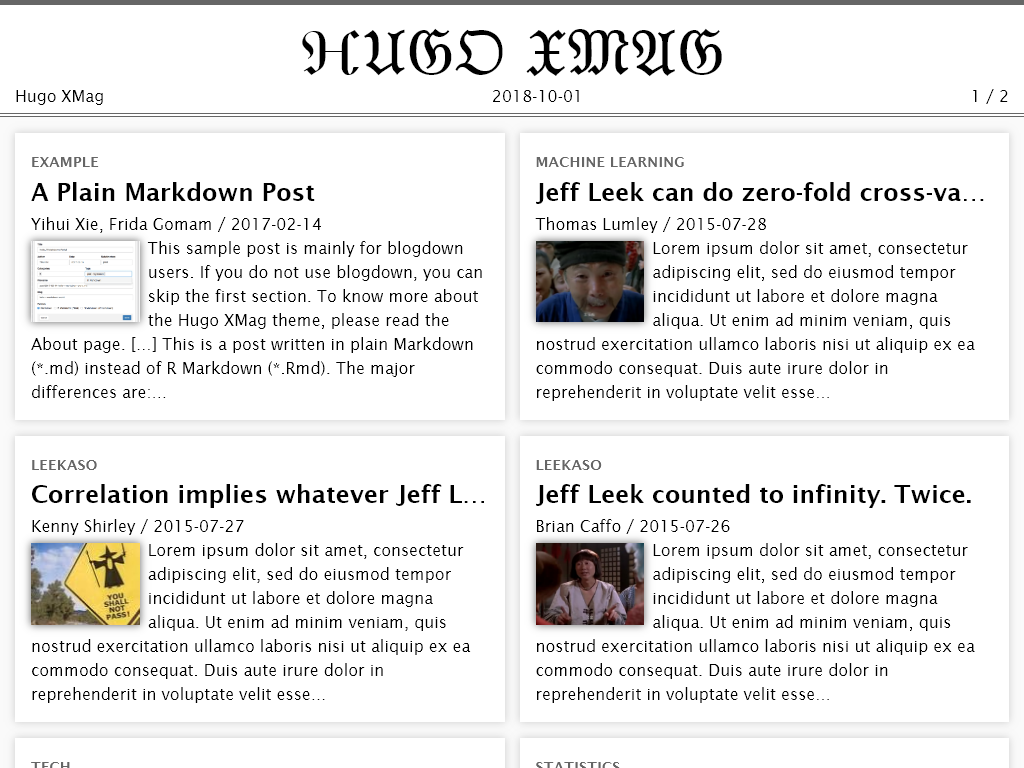 HUGO XMAG
Hugo XMag
2018-10-01
1 / 2
EXAMPLE
A Plain Markdown Post
Yihui Xie, Frida Gomam / 2017-02-14
This sample post is mainly for blogdown
users. If you do not use blogdown, you can
skip the first section. To know more about
the Hugo XMag theme, please read the
About page. [...] This is a post written in plain Markdown
(*.md) instead of R Markdown (*.Rmd). The major
differences are:…
MACHINE LEARNING
Jeff Leek can do zero-fold cross-va…
Thomas Lumley / 2015-07-28
Lorem ipsum dolor sit amet, consectetur
adipiscing elit, sed do eiusmod tempor
incididunt ut labore et dolore magna
aliqua. Ut enim ad minim veniam, quis
nostrud exercitation ullamco laboris nisi ut aliquip ex ea
commodo consequat. Duis aute irure dolor in
reprehenderit in voluptate velit esse…
LEEKASO
Correlation implies whatever Jeff L…
Kenny Shirley / 2015-07-27
YOU
SHALL
NOT
PASS!
Lorem ipsum dolor sit amet, consectetur
adipiscing elit, sed do eiusmod tempor
incididunt ut labore et dolore magna
aliqua. Ut enim ad minim veniam, quis
nostrud exercitation ullamco laboris nisi ut aliquip ex ea
commodo consequat. Duis aute irure dolor in
reprehenderit in voluptate velit esse…
LEEKASO
Jeff Leek counted to infinity. Twice.
Brian Caffo / 2015-07-26
Lorem ipsum dolor sit amet, consectetur
adipiscing elit, sed do eiusmod tempor
incididunt ut labore et dolore magna
aliqua. Ut enim ad minim veniam, quis
nostrud exercitation ullamco laboris nisi ut aliquip ex ea
commodo consequat. Duis aute irure dolor in
reprehenderit in voluptate velit esse…
TECH
STATISTICS